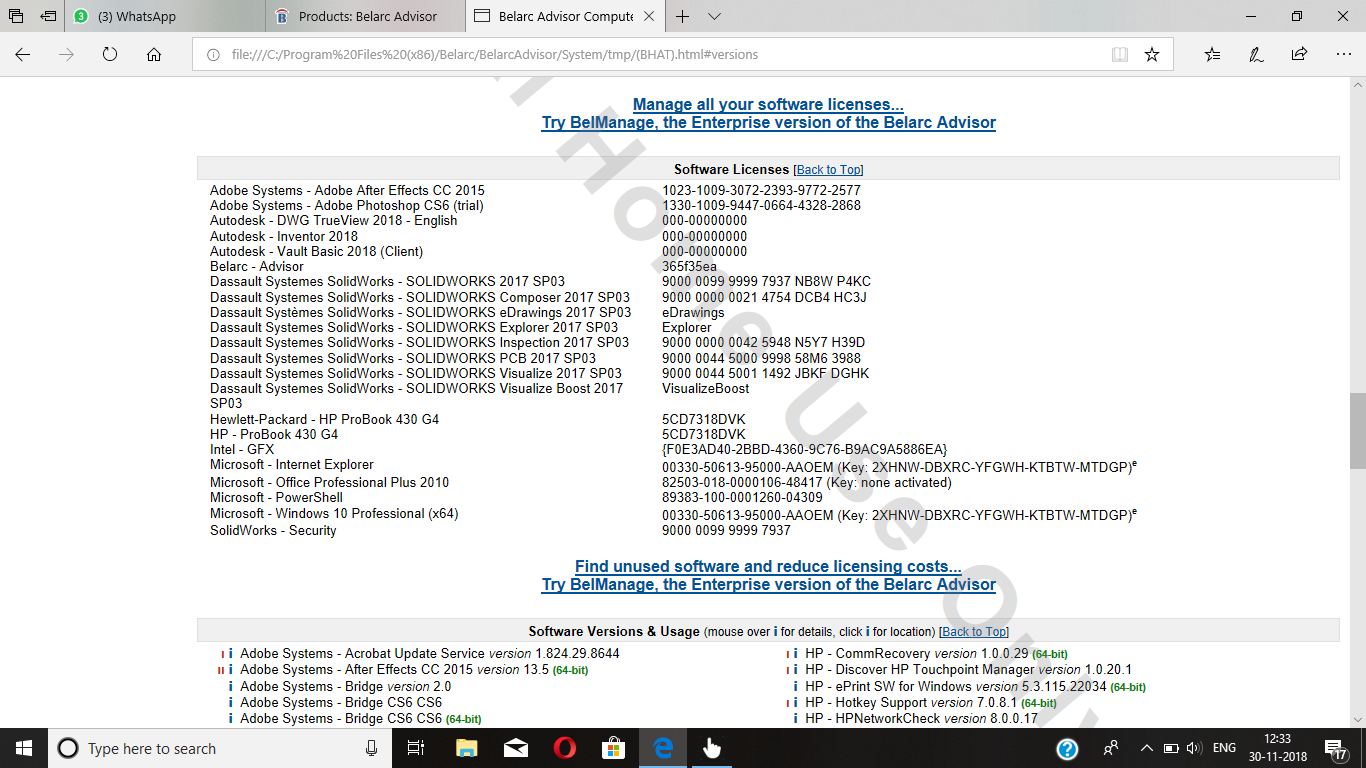 (3) WhatsApp
Products: Belarc Advisor
Belarc Advisor Compute
file:///C:/Program%20Files%20(x86)/Belarc/BelarcAdvisor/System/tmp/(BHAT).html#versions
Manage all your software licenses...
Try BelManage, the Enterprise version of the Belarc Advisor
Software Licenses [Back to Top]
Adobe Systems - Adobe After Effects CC 2015 1023-1009-3072-2393-9772-2577
Adobe Systems - Adobe Photoshop CS6 (trial) 1330-1009-9447-0664-4328-2868
Autodesk - DWG TrueView 2018 - English 000-00000000
Autodesk - Inventor 2018 000-00000000
Autodesk - Vault Basic 2018 (Client) 000-00000000
Belarc - Advisor 365f35ea
Dassault Systemes SolidWorks - SOLIDWORKS 2017 SP03 9000 0099 9999 7937 NB8W P4KC
Dassault Systemes SolidWorks - SOLIDWORKS Composer 2017 SP03 9000 0000 0021 4754 DCB4 HC3J
Dassault Systèmes SolidWorks - SOLIDWORKS eDrawings 2017 SP03 eDrawings
Dassault Systemes SolidWorks - SOLIDWORKS Explorer 2017 SP03 Explorer
Dassault Systemes SolidWorks - SOLIDWORKS Inspection 2017 SP03 9000 0000 0042 5948 N5Y7 H39D
Dassault Systemes SolidWorks - SOLIDWORKS PCB 2017 SP03 9000 0044 5000 9998 58M6 3988
Dassault Systemes SolidWorks - SOLIDWORKS Visualize 2017 SP03 9000 0044 5001 1492 JBKF DGHK
Dassault Systemes SolidWorks - SOLIDWORKS Visualize Boost 2017 VisualizeBoost
SP03
Hewlett-Packard - HP ProBook 430 G4 5CD7318DVK
HP - ProBook 430 G4 5CD7318DVK
Intel - GFX {F0E3AD40-2BBD-4360-9C76-B9AC9A5886EA}
Microsoft - Internet Explorer 00330-50613-95000-AAOEM (Key: 2XHNW-DBXRC-YFGWH-KTBTW-MTDGP)e
Microsoft - Office Professional Plus 2010 82503-018-0000106-48417 (Key: none activated)
Microsoft - PowerShell 89383-100-0001260-04309
Microsoft - Windows 10 Professional (x64) 00330-50613-95000-AAOEM (Key: 2XHNW-DBXRC-YFGWH-KTBTW-MTDGP)e
SolidWorks - Security 9000 0099 9999 7937
Find unused software and reduce licensing costs...
Try BelManage, the Enterprise version of the Belarc Advisor
Software Versions & Usage (mouse over i for details, click i for location) [Back to Top]
i Adobe Systems - Acrobat Update Service version 1.824.29.8644
i Adobe Systems - After Effects CC 2015 version 13.5 (64-bit)
i Adobe Systems - Bridge version 2.0
i Adobe Systems - Bridge CS6 CS6
i Adobe Systems - Bridge CS6 CS6 (64-bit)
i HP - CommRecovery version 1.0.0.29 (64-bit)
i HP - Discover HP Touchpoint Manager version 1.0.20.1
i HP - ePrint SW for Windows version 5.3.115.22034 (64-bit)
i HP - Hotkey Support version 7.0.8.1 (64-bit)
i HP - HPNetworkCheck version 8.0.0.17
Home Use Only
Type here to search
ENG
12:33
30-11-2018
17